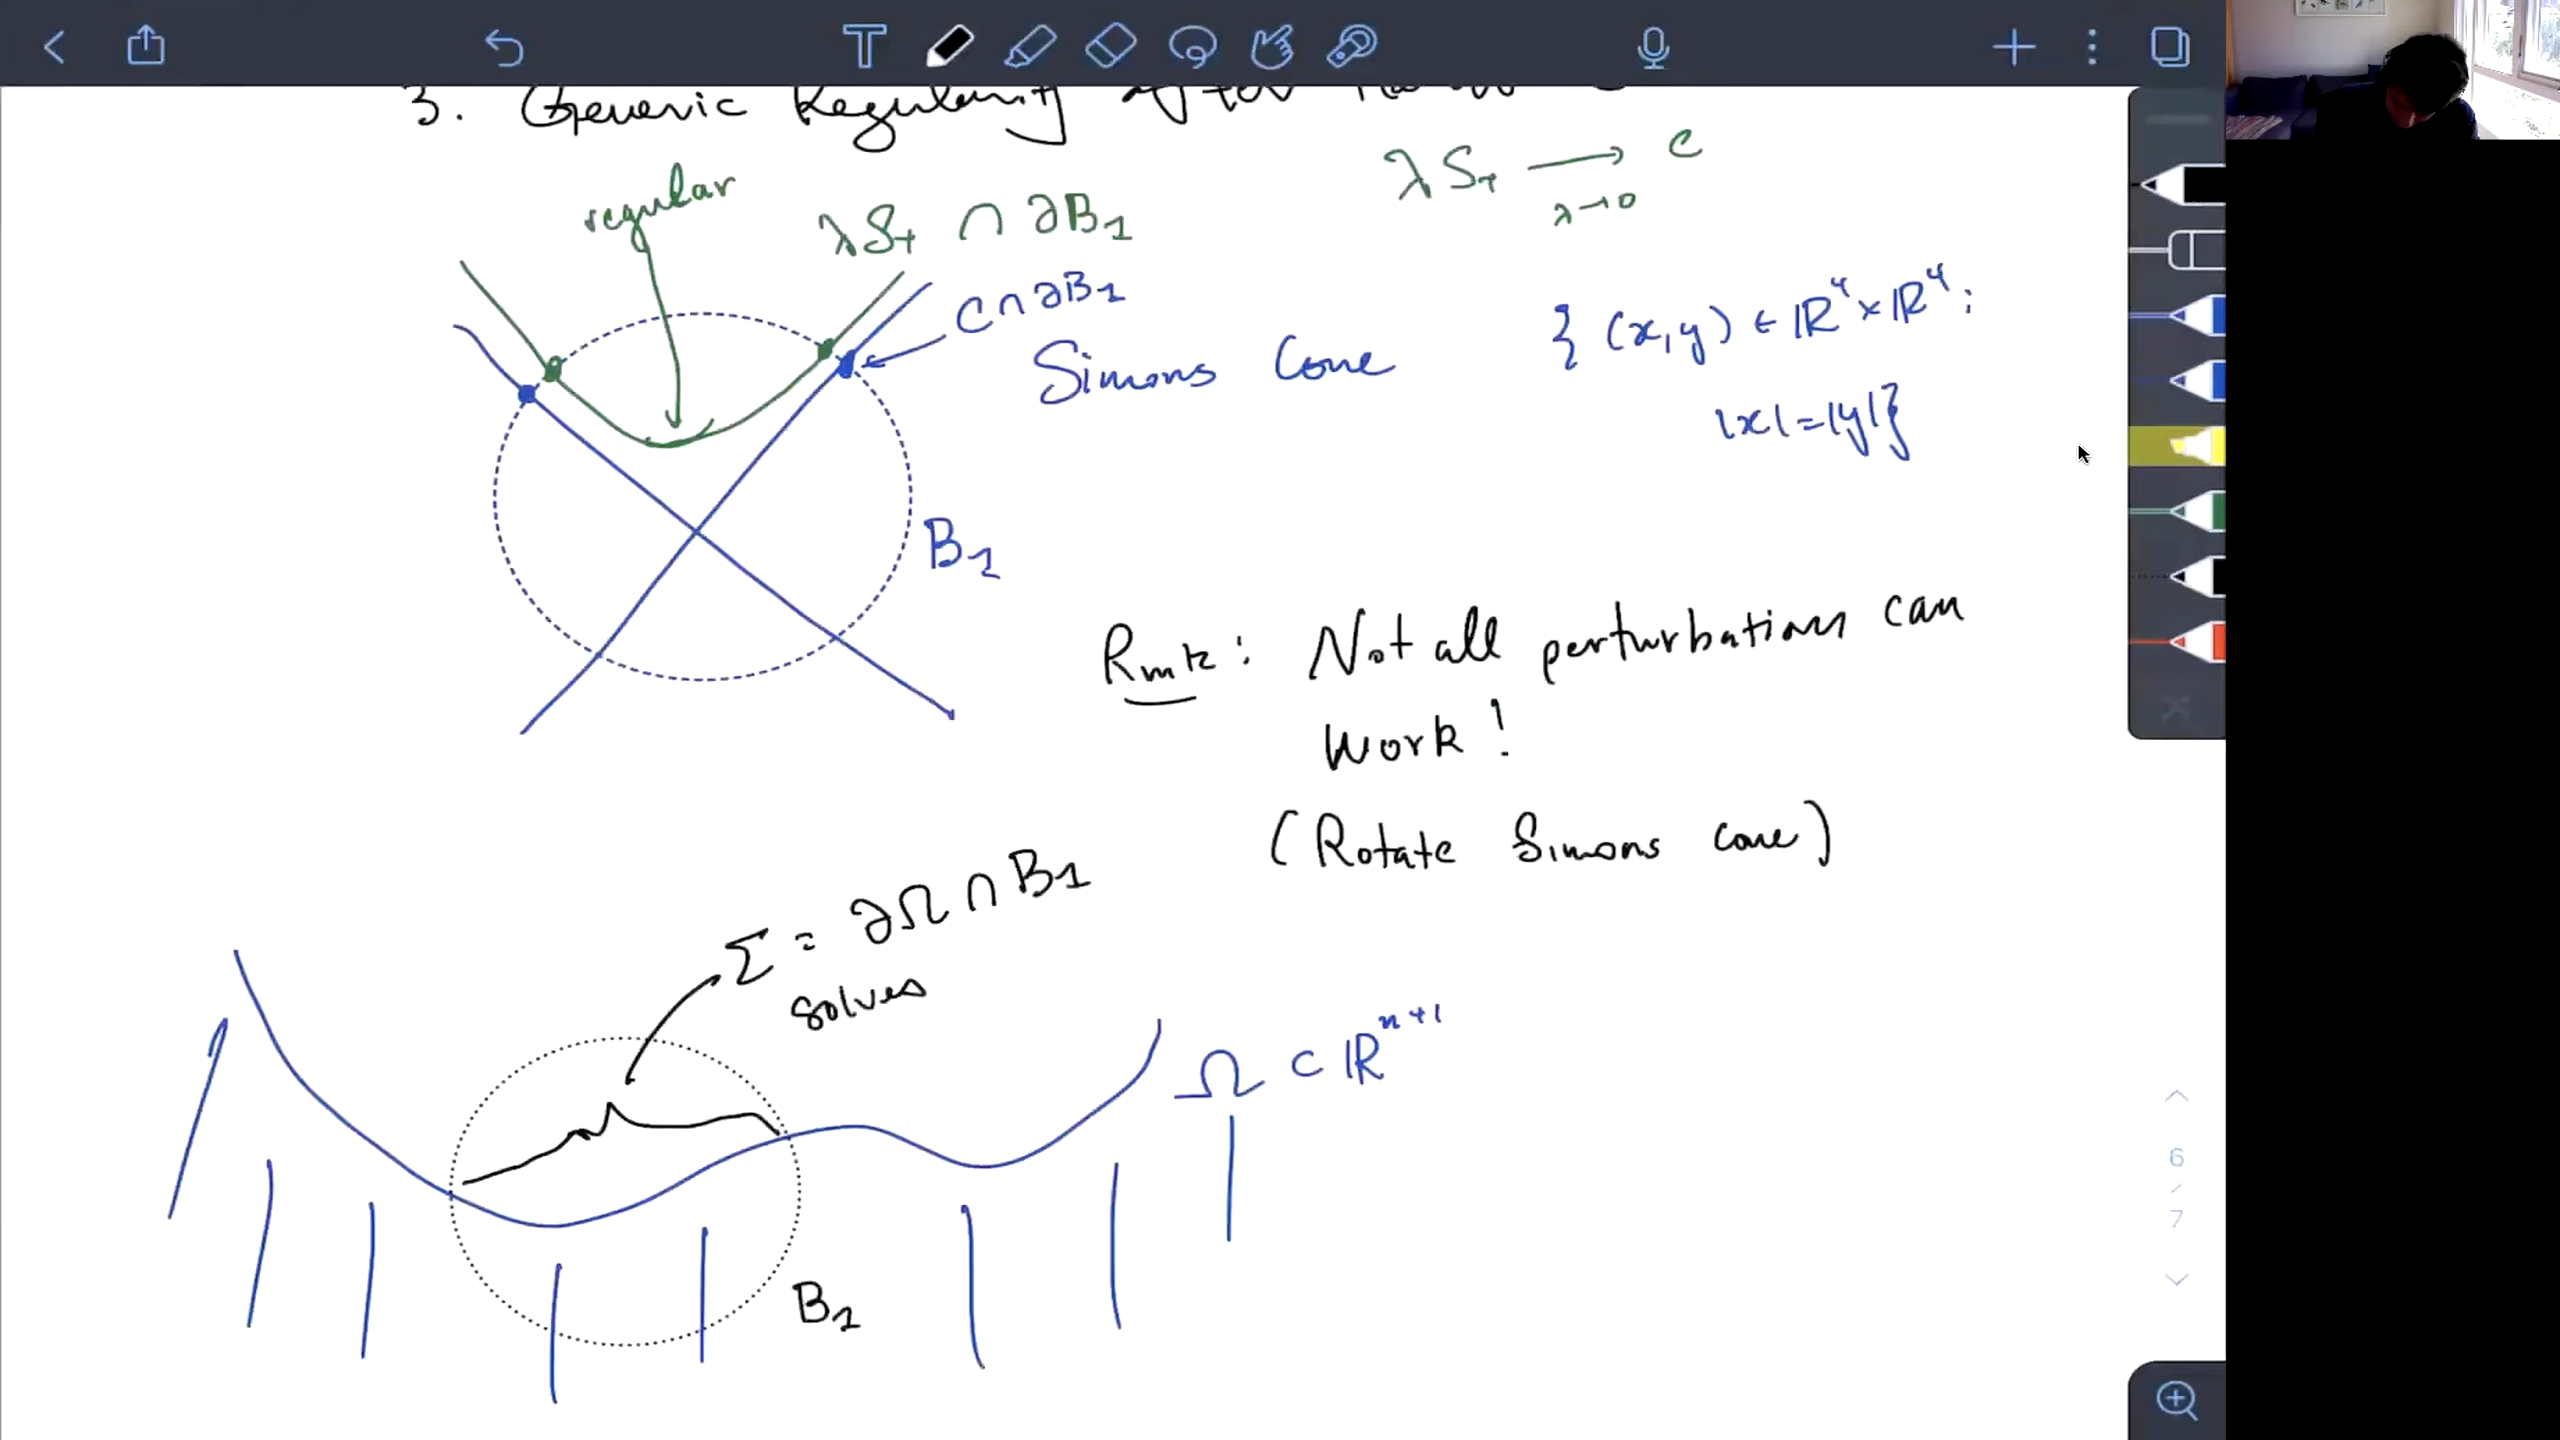 3. Generic Regularity
λS₊ → C
λ→0
regular
λS₊ ∩ ∂B₁
C∩∂B₁
Simons Cone
{ (x,y) ∈ ℝ⁴×ℝ⁴ :
|x|=|y|}
B₁
Rmk: Not all perturbations can
Work!
(Rotate Simons cone)
Σ = ∂Ω ∩ B₁
solves
Ω ⊂ ℝⁿ⁺¹
B₁
6
/
7